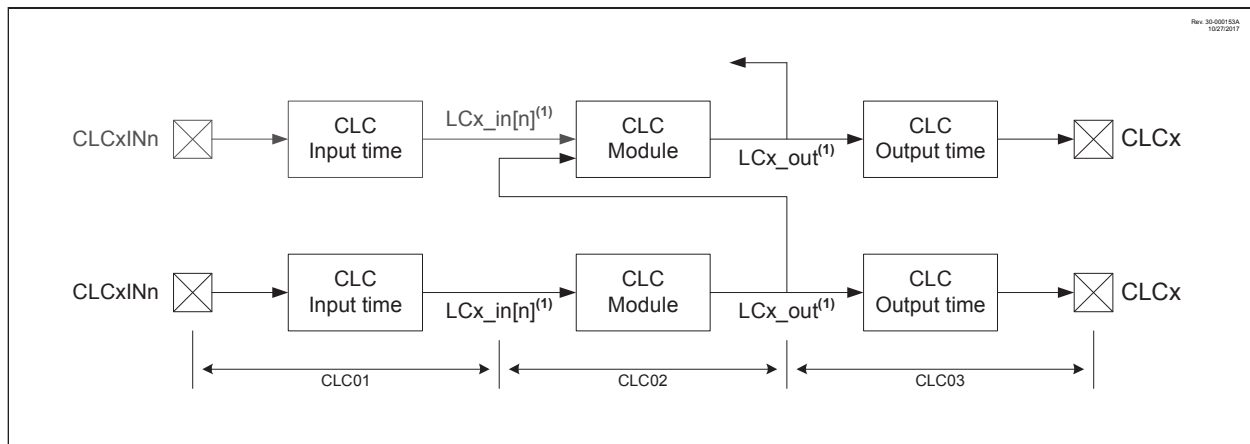 Rev. 30-000153A
10/27/2017
CLCxINn
CLC
Input time
LCx_in[n](1)
CLC
Module
LCx_out(1)
CLC
Output time
CLCx
CLCxINn
CLC
Input time
LCx_in[n](1)
CLC
Module
LCx_out(1)
CLC
Output time
CLCx
CLC01
CLC02
CLC03